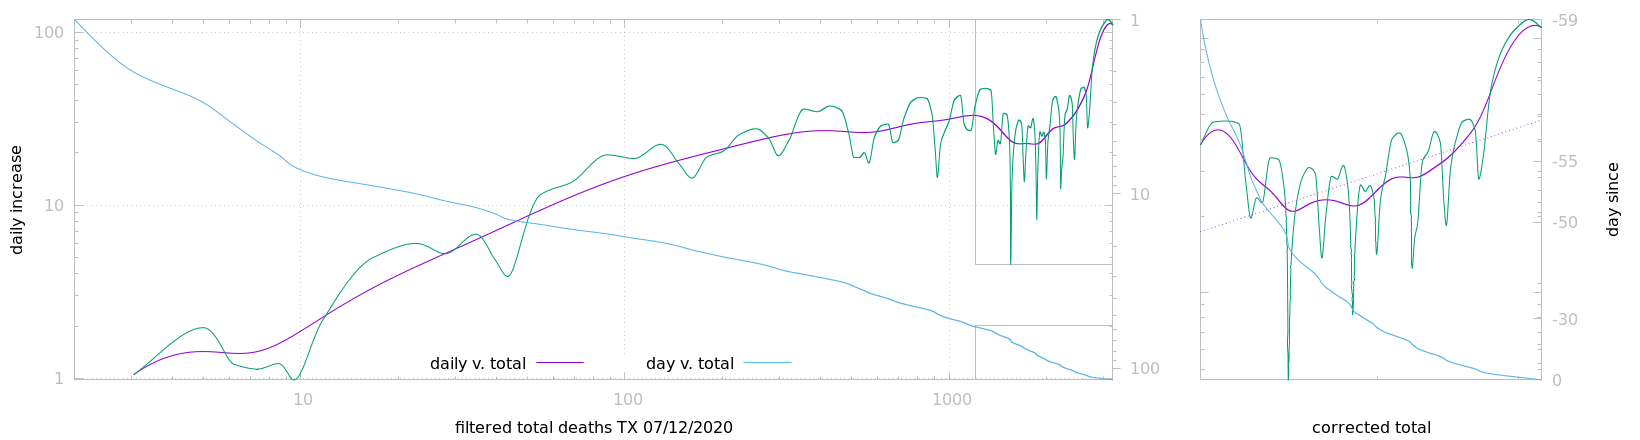 100
10
1
daily increase
daily v. total
day v. total
10
100
1000
filtered total deaths TX 07/12/2020
1
10
100
-59
-55
-50
-30
0
day since
corrected total